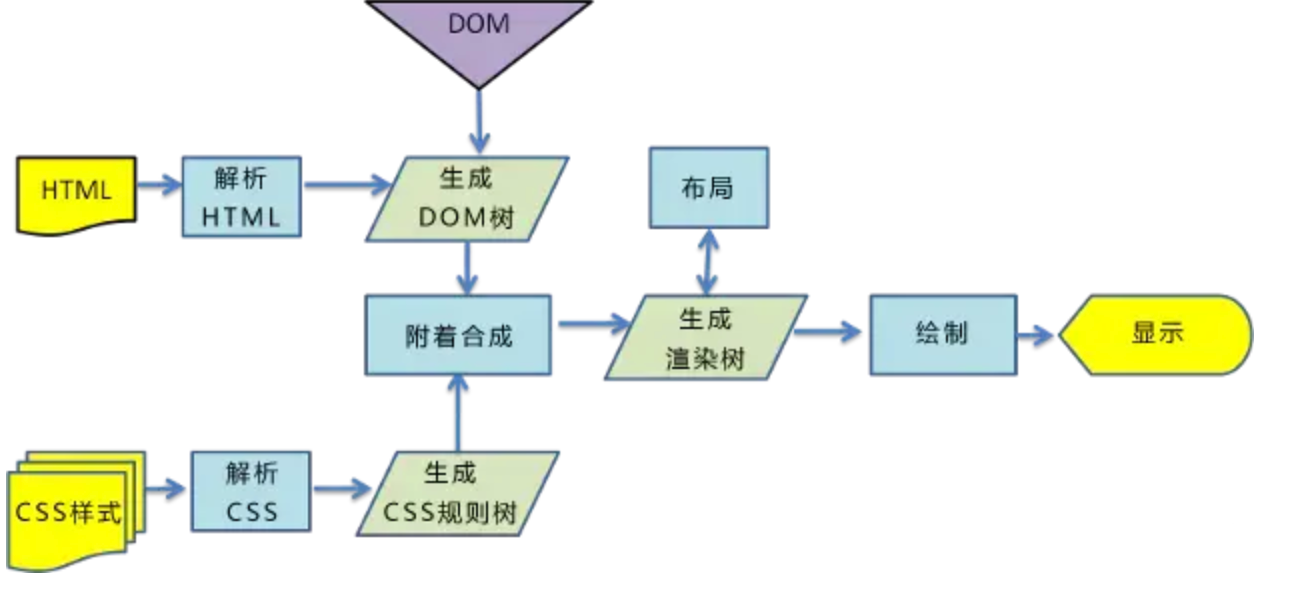 DOM
HTML
解析
HTML
生成
DOM树
布局
附着合成
生成
渲染树
绘制
显示
CSS样式
解析
CSS
生成
CSS规则树